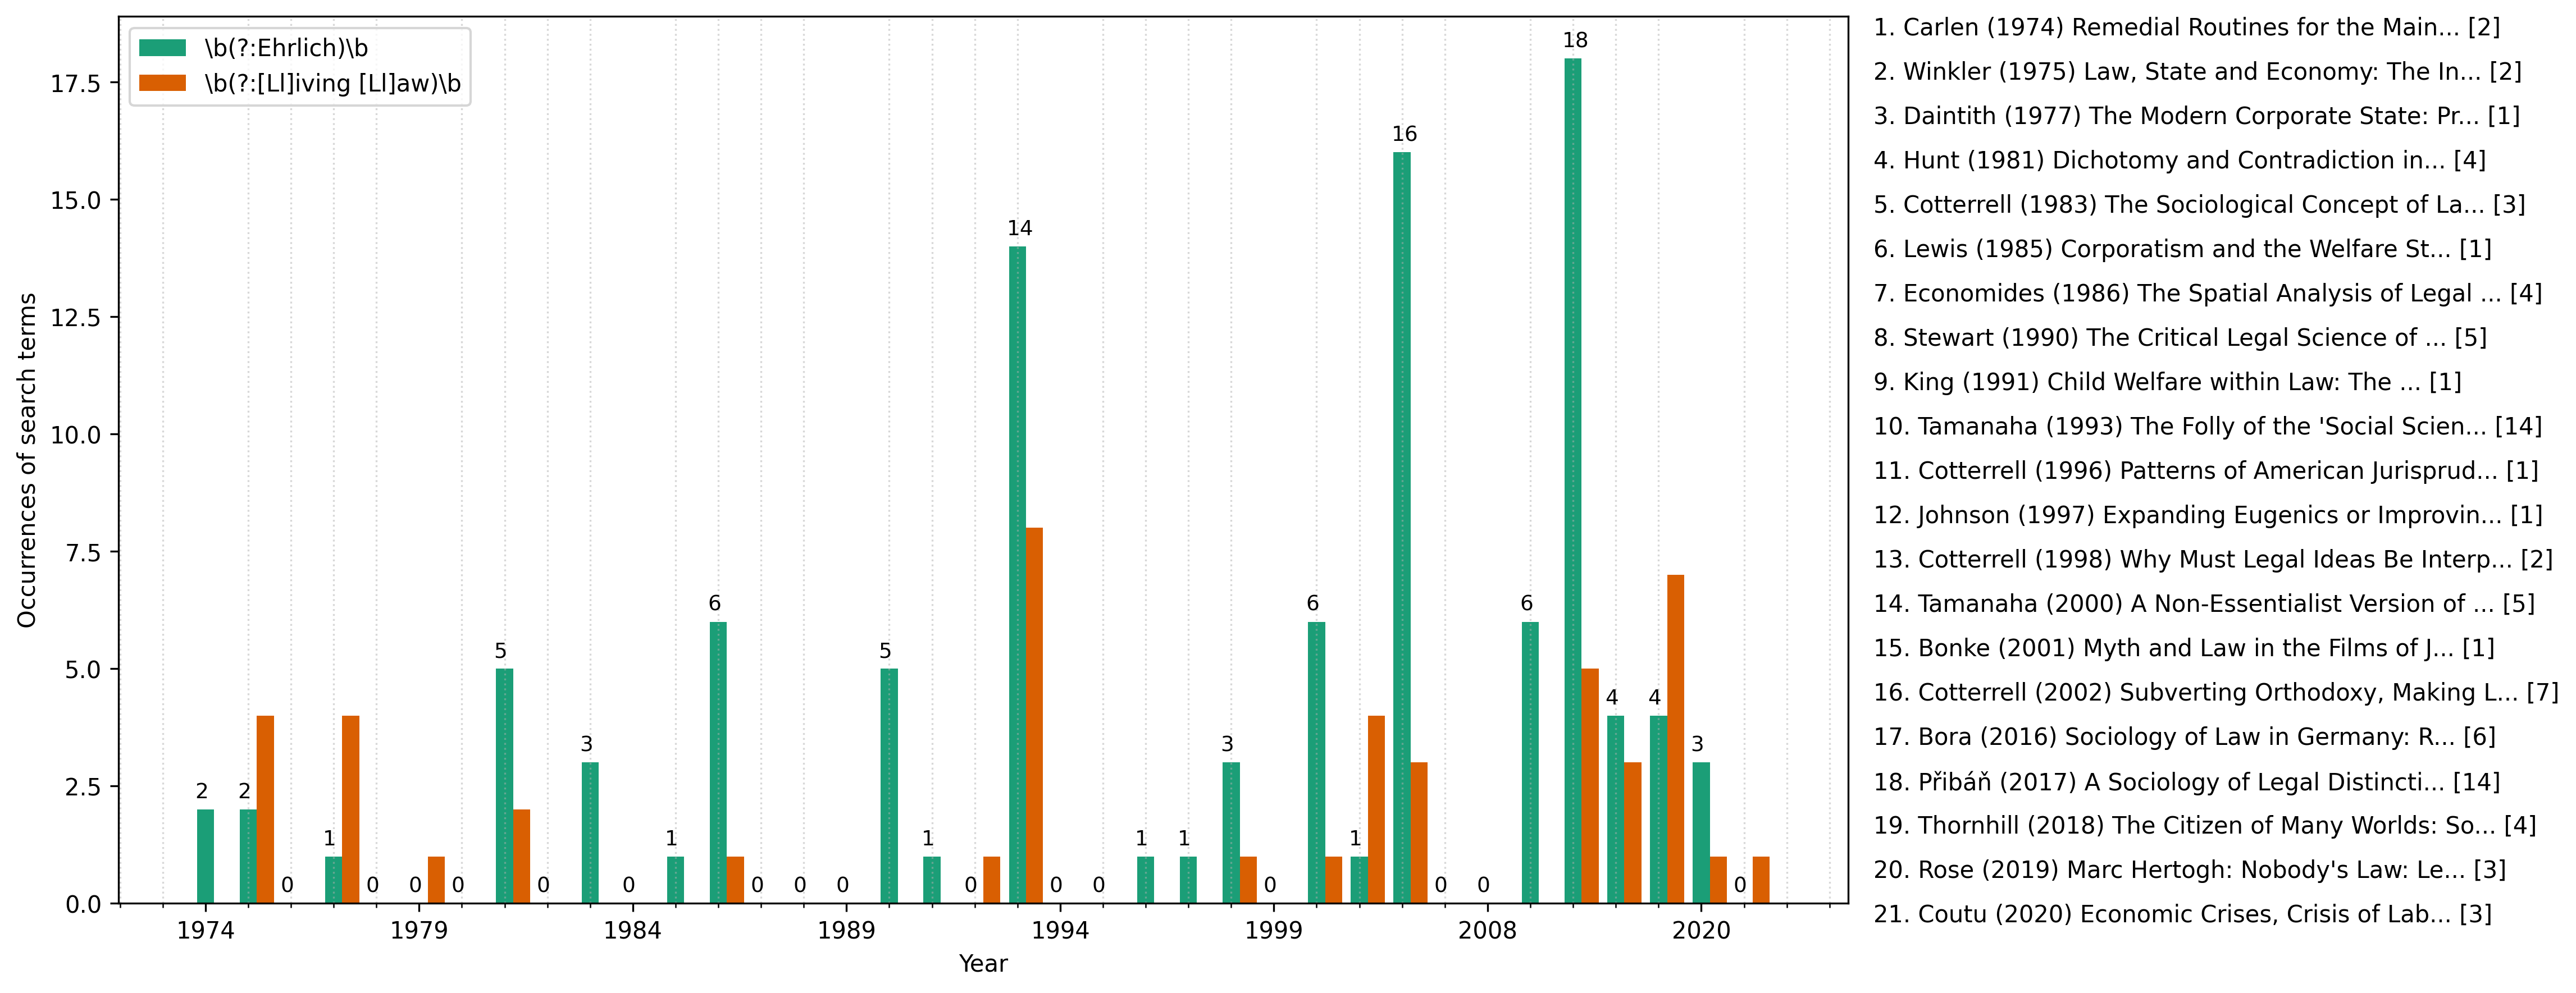 \b(?:Ehrlich)\b
\b(?:[Ll]iving [Ll]aw)\b
Occurrences of search terms
17.5
15.0
12.5
10.0
7.5
5.0
2.5
0.0
2
2
0
1
0
0
0
5
0
3
0
1
6
0
0
0
5
1
0
14
0
0
1
1
3
0
6
1
16
0
0
6
18
4
4
3
0
1974
1979
1984
1989
1994
1999
2008
2020
Year
1. Carlen (1974) Remedial Routines for the Main... [2]
2. Winkler (1975) Law, State and Economy: The In... [2]
3. Daintith (1977) The Modern Corporate State: Pr... [1]
4. Hunt (1981) Dichotomy and Contradiction in... [4]
5. Cotterrell (1983) The Sociological Concept of La... [3]
6. Lewis (1985) Corporatism and the Welfare St... [1]
7. Economides (1986) The Spatial Analysis of Legal ... [4]
8. Stewart (1990) The Critical Legal Science of ... [5]
9. King (1991) Child Welfare within Law: The ... [1]
10. Tamanaha (1993) The Folly of the 'Social Scien... [14]
11. Cotterrell (1996) Patterns of American Jurisprud... [1]
12. Johnson (1997) Expanding Eugenics or Improvin... [1]
13. Cotterrell (1998) Why Must Legal Ideas Be Interp... [2]
14. Tamanaha (2000) A Non-Essentialist Version of ... [5]
15. Bonke (2001) Myth and Law in the Films of J... [1]
16. Cotterrell (2002) Subverting Orthodoxy, Making L... [7]
17. Bora (2016) Sociology of Law in Germany: R... [6]
18. Přibáň (2017) A Sociology of Legal Distincti... [14]
19. Thornhill (2018) The Citizen of Many Worlds: So... [4]
20. Rose (2019) Marc Hertogh: Nobody's Law: Le... [3]
21. Coutu (2020) Economic Crises, Crisis of Lab... [3]